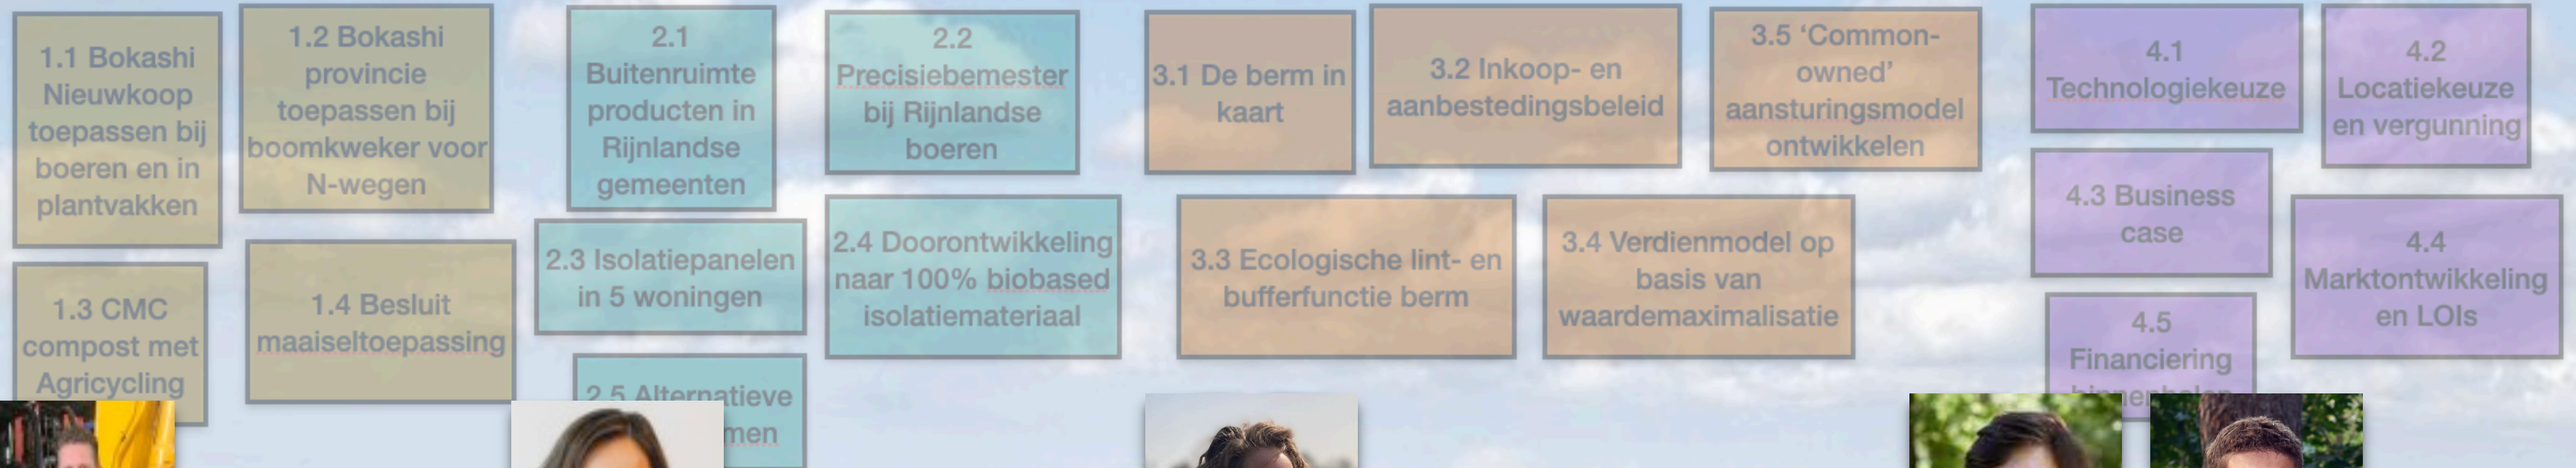 1.1 Bokashi
Nieuwkoop
toepassen bij
boeren en in
plantvakken
1.2 Bokashi
provincie
toepassen bij
boomkweker voor
N-wegen
1.3 CMC
compost met
Agricycling
1.4 Besluit
maaiseltoepassing
2.1
Buitenruimte
producten in
Rijnlandse
gemeenten
2.2
Precisiebemester
bij Rijnlandse
boeren
2.3 Isolatiepanelen
in 5 woningen
2.4 Doorontwikkeling
naar 100% biobased
isolatiemateriaal
2.5 Alternatieve
3.1 De berm in
kaart
3.2 Inkoop- en
aanbestedingsbeleid
3.5 ‘Common-
owned’
aansturingsmodel
ontwikkelen
3.3 Ecologische lint- en
bufferfunctie berm
3.4 Verdienmodel op
basis van
waardemaximalisatie
4.1
Technologiekeuze
4.2
Locatiekeuze
en vergunning
4.3 Business
case
4.4
Marktontwikkeling
en LOIs
4.5
Financiering